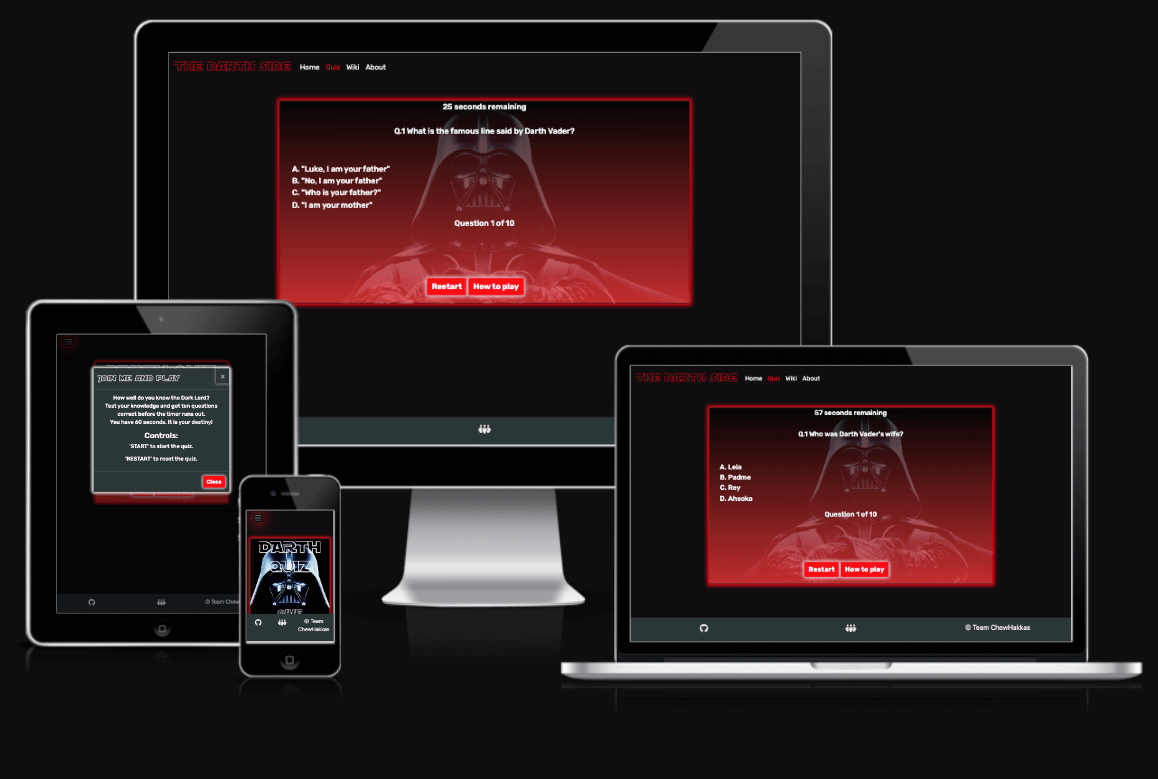 THE DARTH SIDE Home Quiz Wiki About
25 seconds remaining
Q.1 What is the famous line said by Darth Vader?
A. "Luke, I am your father"
B. "No, I am your father"
C. "Who is your father?"
D. "I am your mother"
Question 1 of 10
Restart How to play
JOIN ME AND PLAY ×
How well do you know the Dark Lord?
Test your knowledge and get ten questions
correct before the timer runs out.
You have 60 seconds. It is your destiny!
Controls:
'START' to start the quiz.
'RESTART' to reset the quiz.
Close
© Team Chew
DARTH
QUIZ
GIVE
© Team
ChewHakkas
THE DARTH SIDE Home Quiz Wiki About
57 seconds remaining
Q.1 Who was Darth Vader's wife?
A. Leia
B. Padme
C. Rey
D. Ahsoka
Question 1 of 10
Restart How to play
© Team ChewHakkas